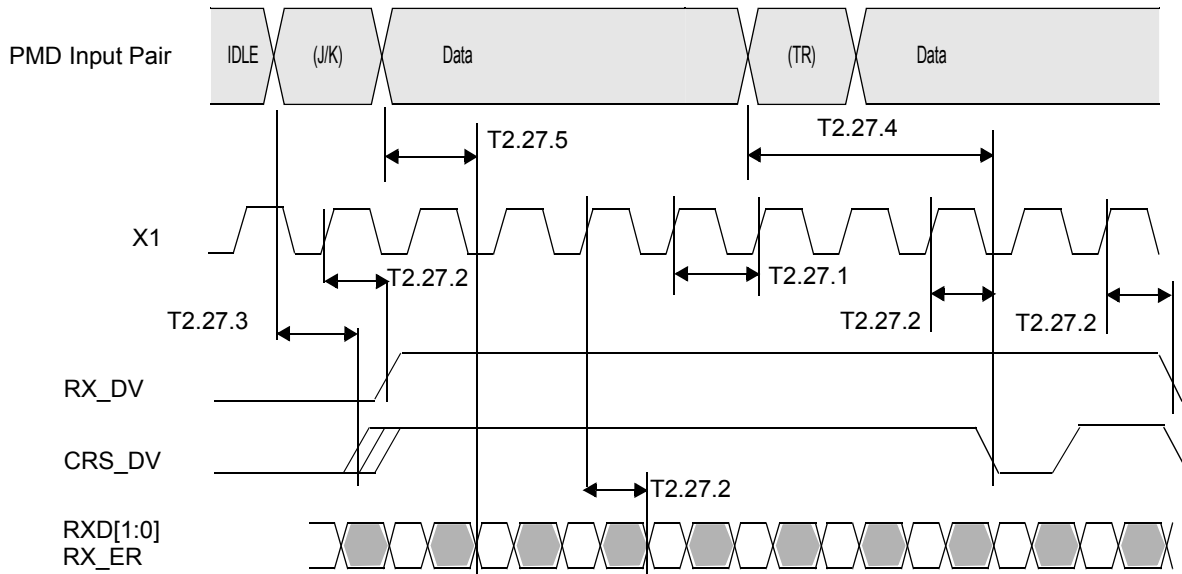 PMD Input Pair
IDLE (J/K) Data (TR) Data
T2.27.5
T2.27.4
X1
T2.27.2
T2.27.1
T2.27.3
T2.27.2
T2.27.2
RX_DV
CRS_DV
T2.27.2
RXD[1:0]
RX_ER